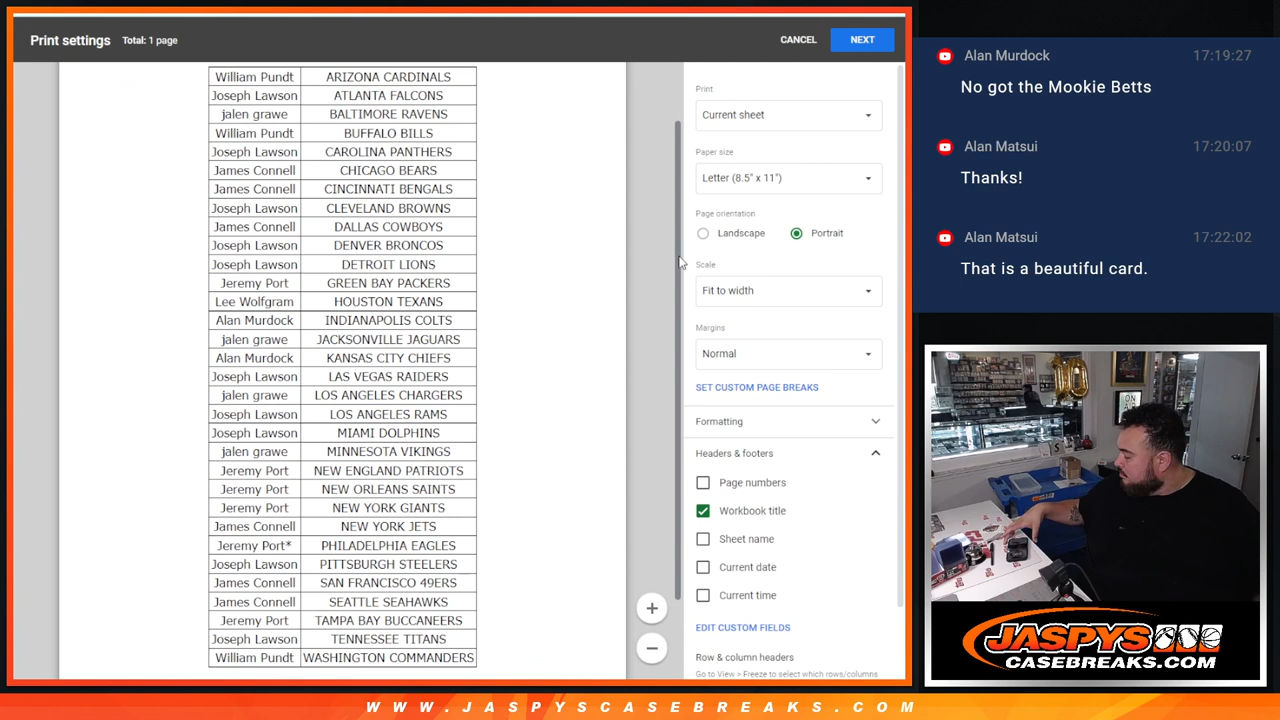 Print settings Total: 1 page CANCEL NEXT
William Pundt ARIZONA CARDINALS
Joseph Lawson ATLANTA FALCONS
jalen grawe BALTIMORE RAVENS
William Pundt BUFFALO BILLS
Joseph Lawson CAROLINA PANTHERS
James Connell CHICAGO BEARS
James Connell CINCINNATI BENGALS
Joseph Lawson CLEVELAND BROWNS
James Connell DALLAS COWBOYS
Joseph Lawson DENVER BRONCOS
Joseph Lawson DETROIT LIONS
Jeremy Port GREEN BAY PACKERS
Lee Wolfgram HOUSTON TEXANS
Alan Murdock INDIANAPOLIS COLTS
jalen grawe JACKSONVILLE JAGUARS
Alan Murdock KANSAS CITY CHIEFS
Joseph Lawson LAS VEGAS RAIDERS
jalen grawe LOS ANGELES CHARGERS
Joseph Lawson LOS ANGELES RAMS
Joseph Lawson MIAMI DOLPHINS
jalen grawe MINNESOTA VIKINGS
Jeremy Port NEW ENGLAND PATRIOTS
Jeremy Port NEW ORLEANS SAINTS
Jeremy Port NEW YORK GIANTS
James Connell NEW YORK JETS
Jeremy Port* PHILADELPHIA EAGLES
Joseph Lawson PITTSBURGH STEELERS
James Connell SAN FRANCISCO 49ERS
James Connell SEATTLE SEAHAWKS
Jeremy Port TAMPA BAY BUCCANEERS
Joseph Lawson TENNESSEE TITANS
William Pundt WASHINGTON COMMANDERS
Print
Current sheet
Paper size
Letter (8.5" x 11")
Page orientation
Landscape Portrait
Scale
Fit to width
Margins
Normal
SET CUSTOM PAGE BREAKS
Formatting
Headers & footers
Page numbers
Workbook title
Sheet name
Current date
Current time
EDIT CUSTOM FIELDS
Row & column headers
Go to View > Freeze to select which rows/columns
Alan Murdock 17:19:27
No got the Mookie Betts
Alan Matsui 17:20:07
Thanks!
Alan Matsui 17:22:02
That is a beautiful card.
10
ON
JASPYS
CASEBREAKS.COM
WWW.JASPYSCASEBREAKS.COM